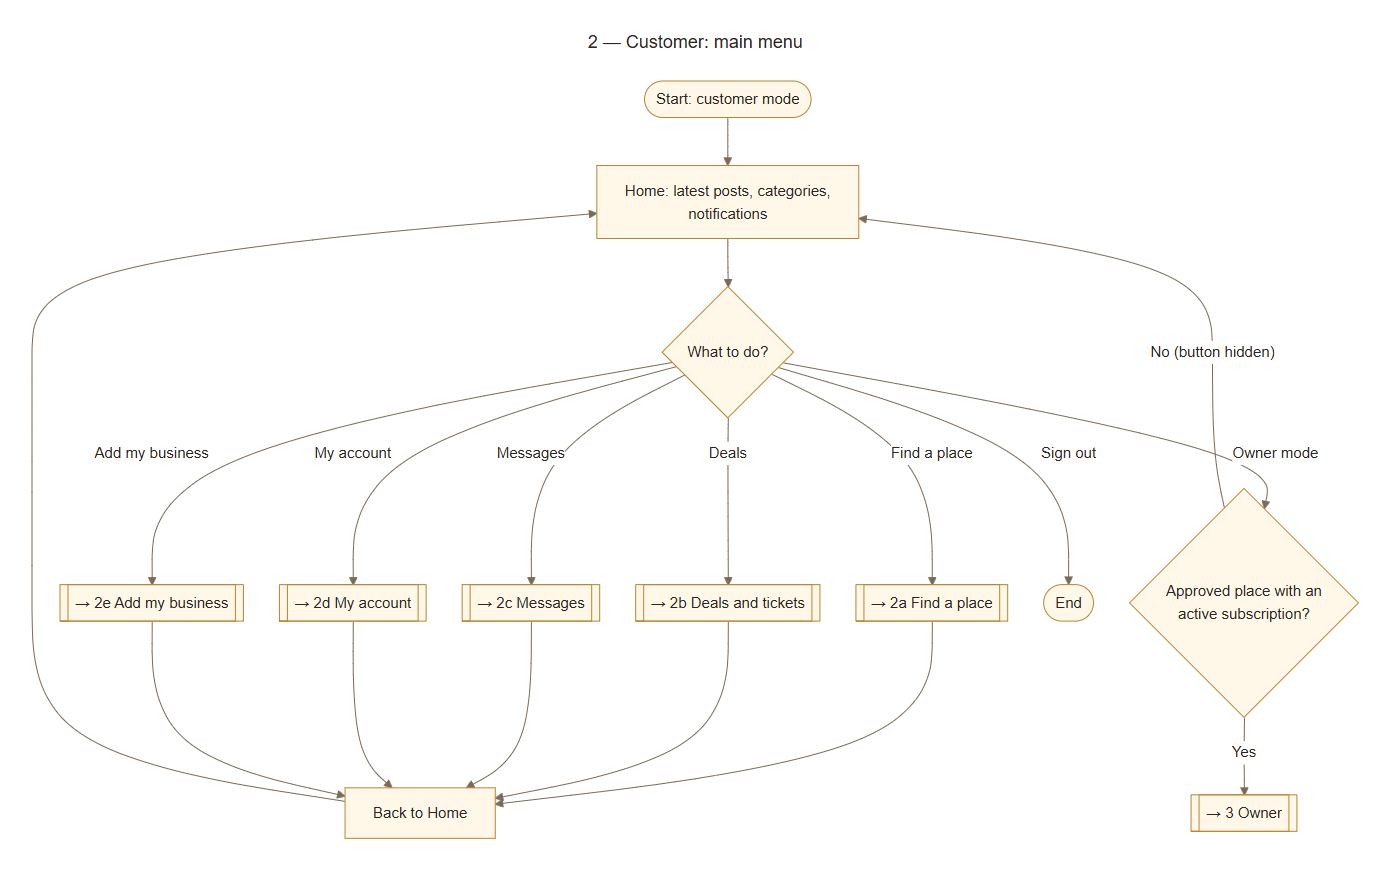 2 — Customer: main menu
Start: customer mode
Home: latest posts, categories,
notifications
What to do?
No (button hidden)
Add my business
My account
Messages
Deals
Find a place
Sign out
Owner mode
→ 2e Add my business
→ 2d My account
→ 2c Messages
→ 2b Deals and tickets
→ 2a Find a place
End
Approved place with an
active subscription?
Yes
Back to Home
→ 3 Owner